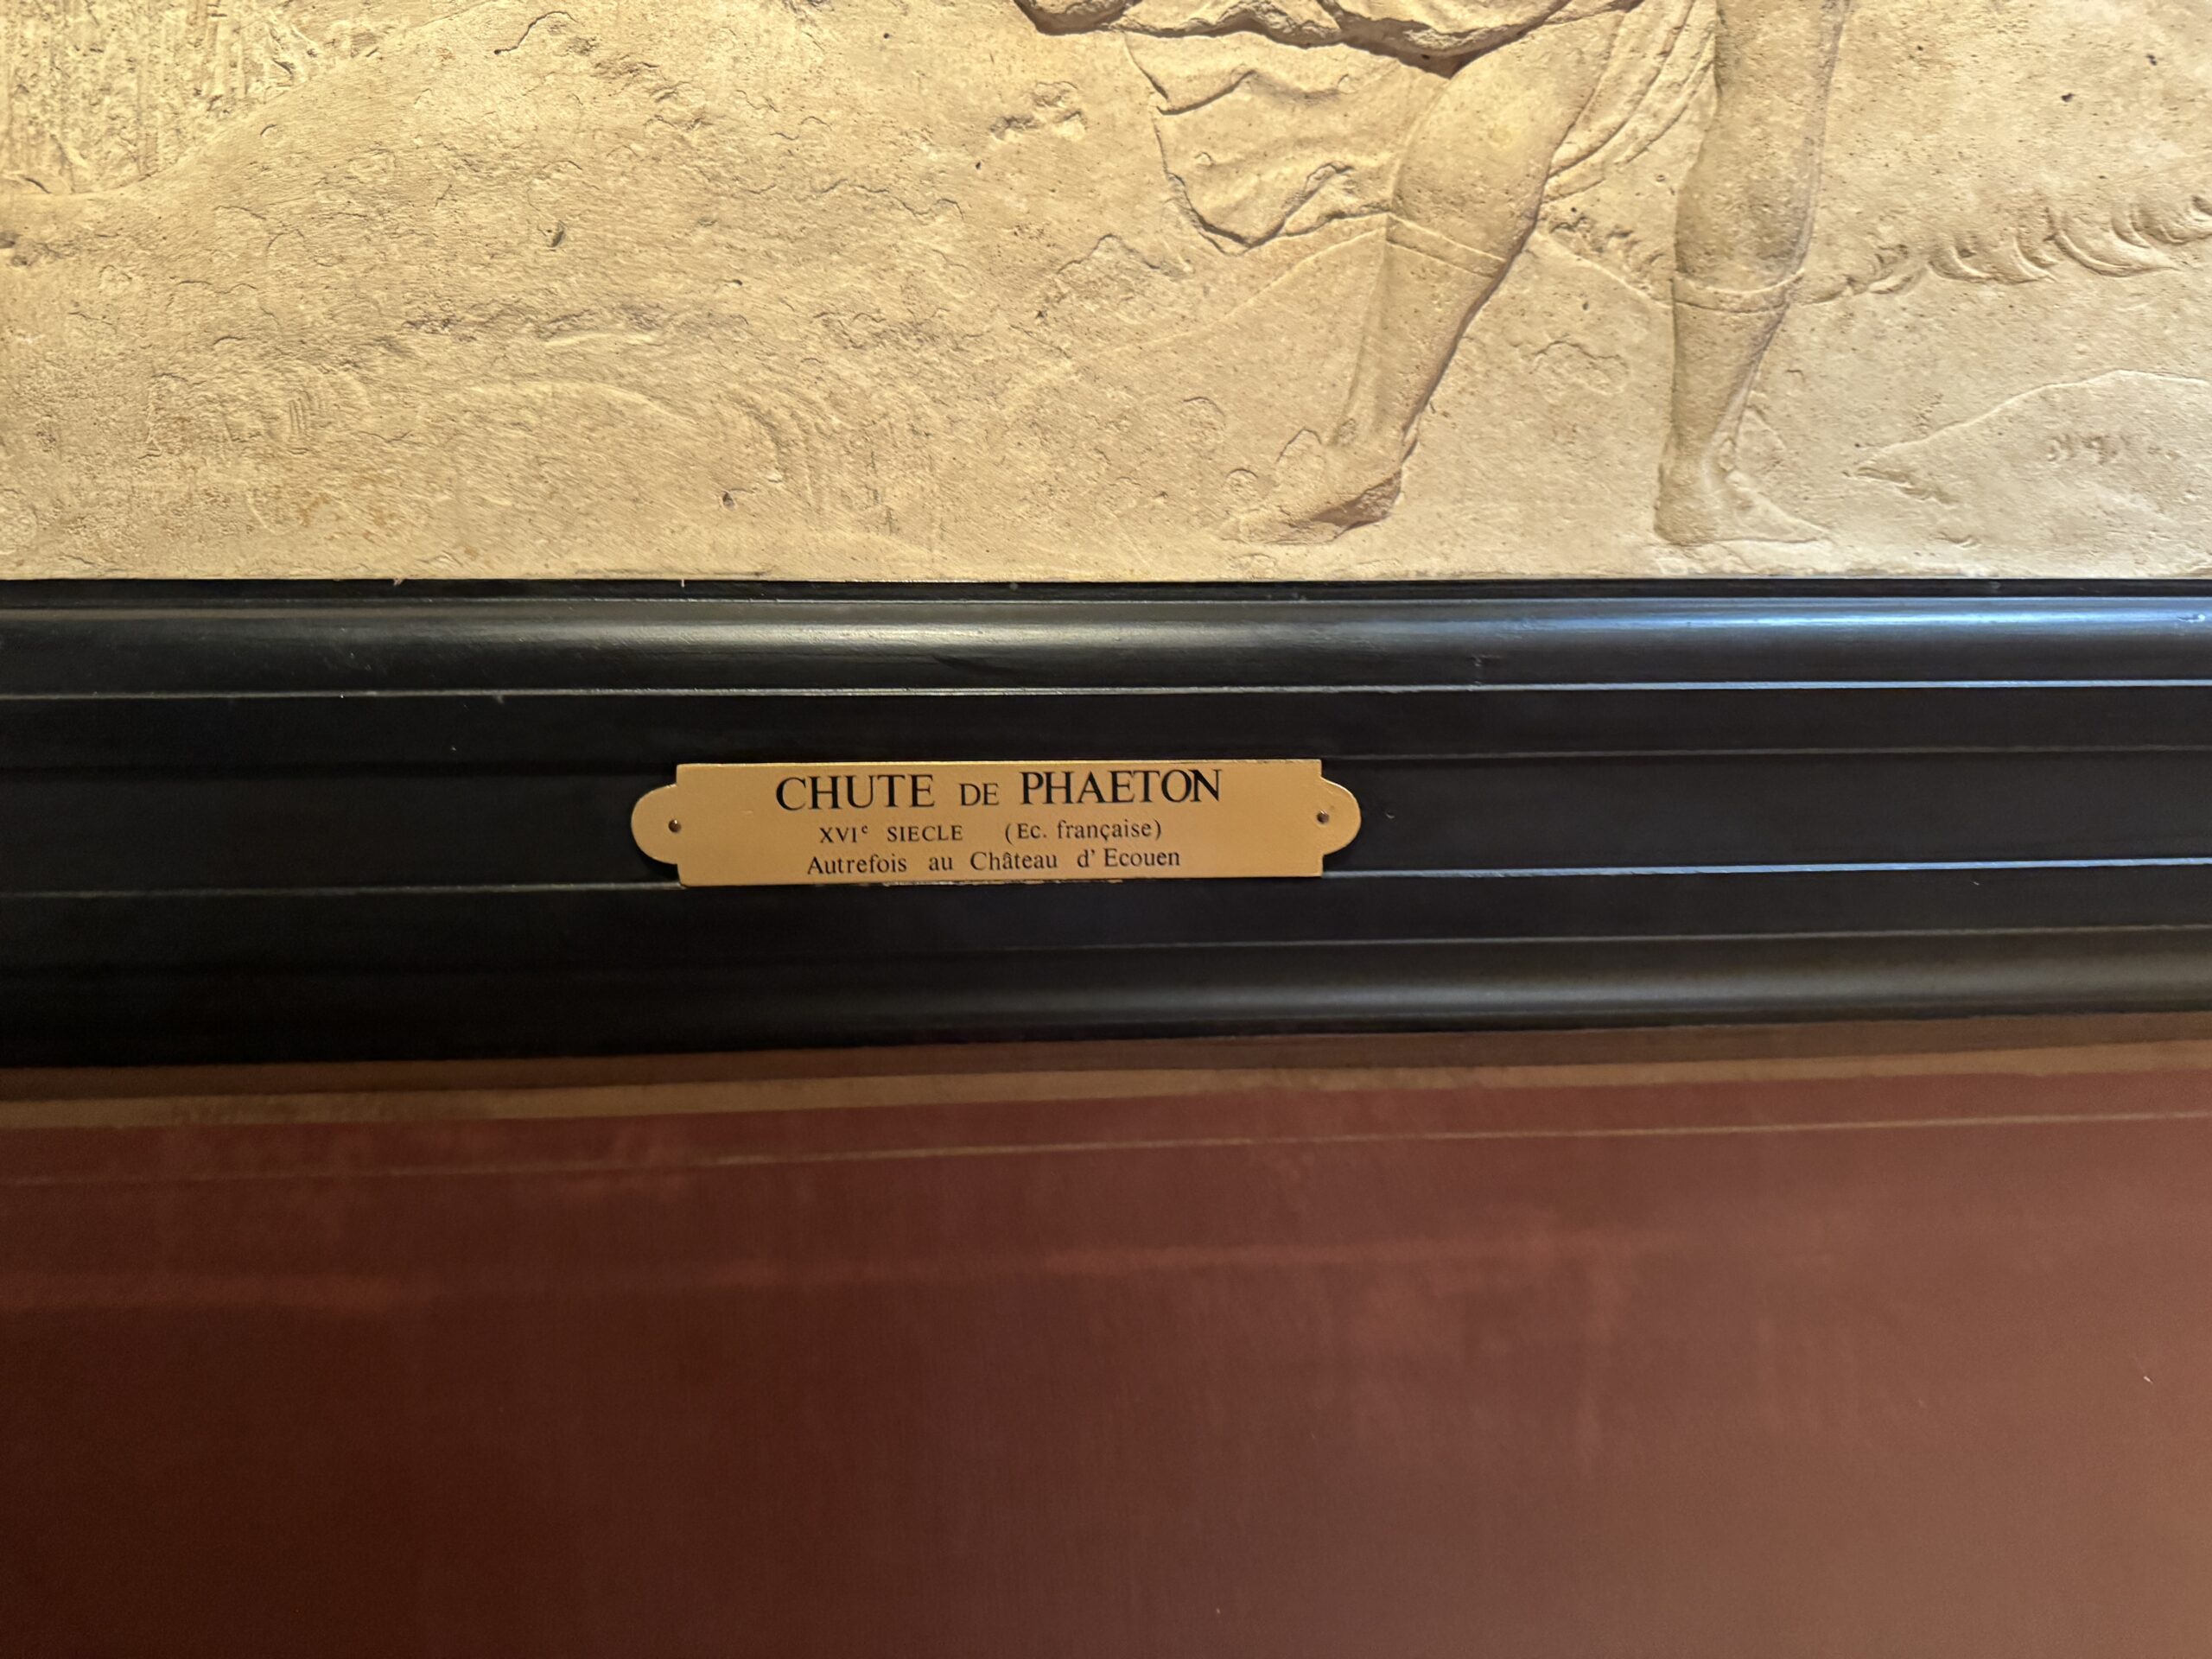 CHUTE DE PHAETON
XVIᵉ SIECLE (Ec. française)
Autrefois au Château d' Ecouen